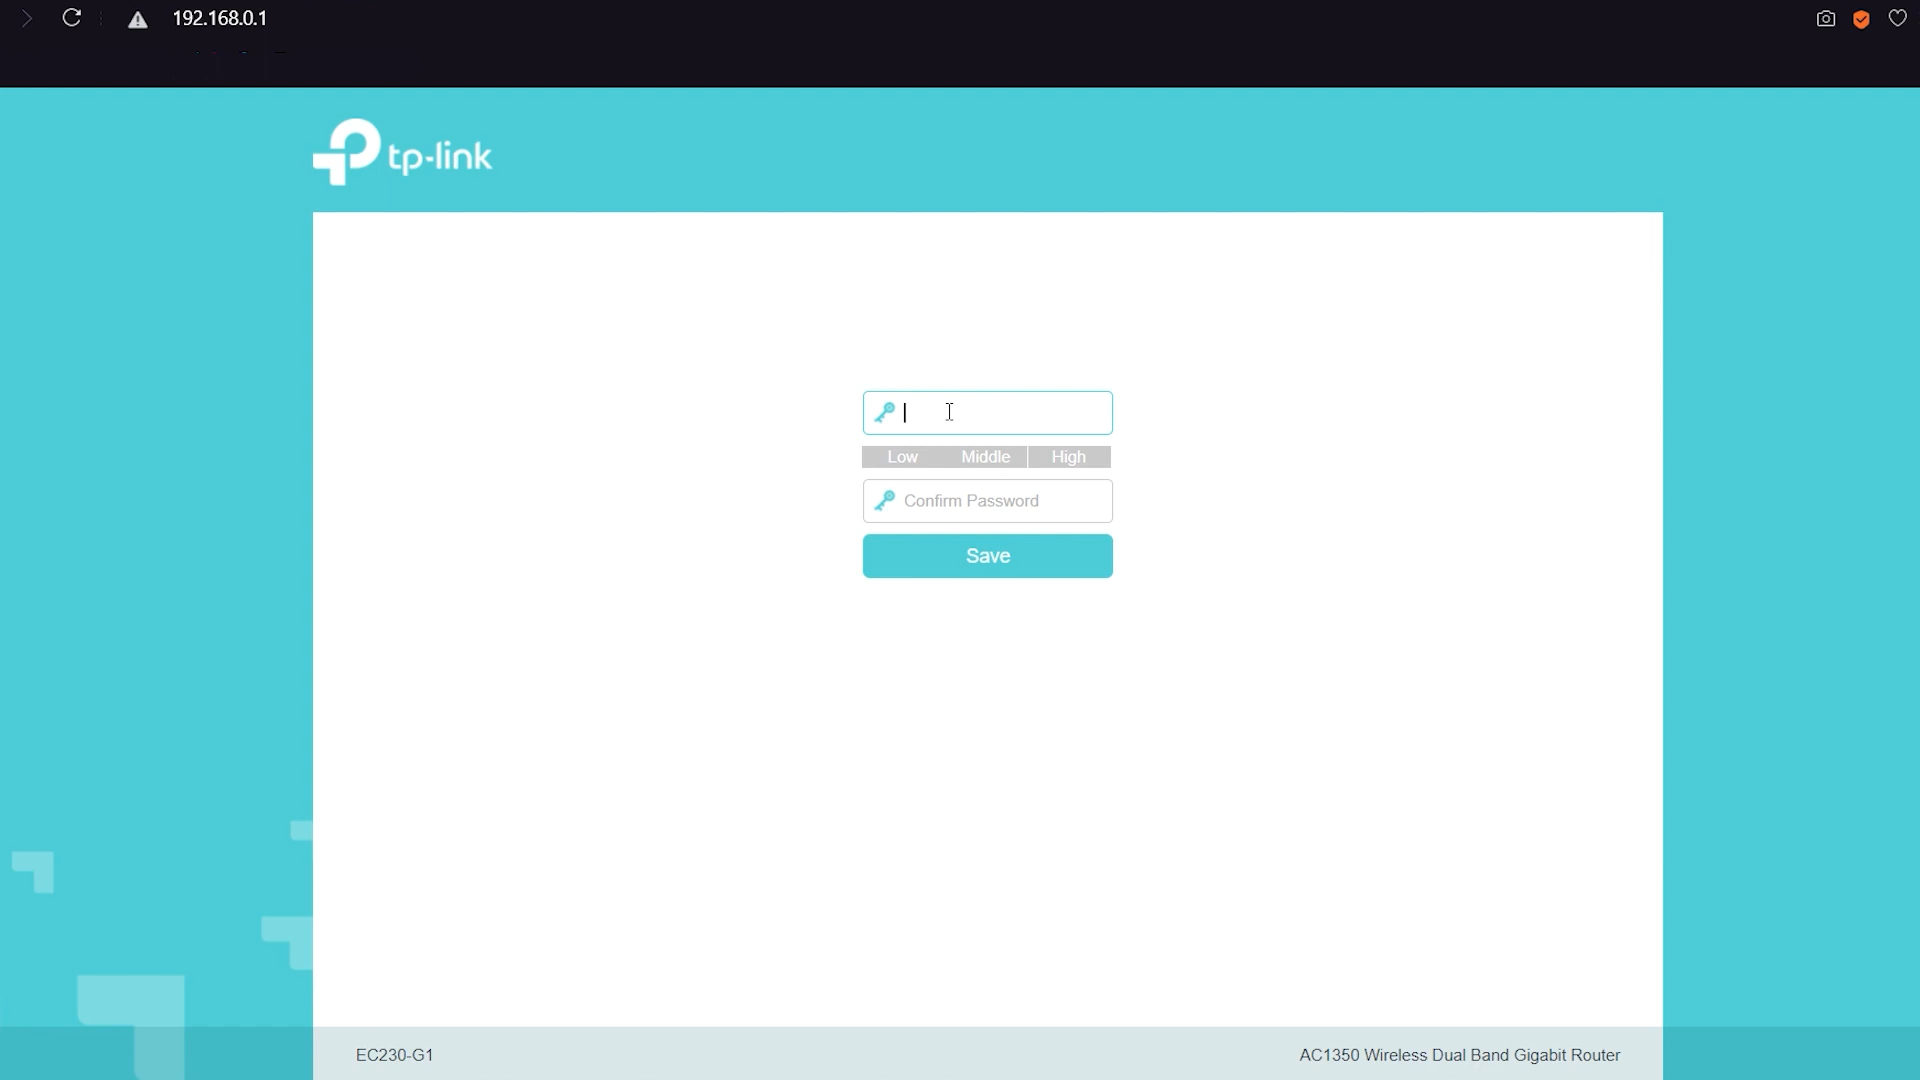 192.168.0.1
tp-link
Low Middle High
Confirm Password
Save
EC230-G1
AC1350 Wireless Dual Band Gigabit Router